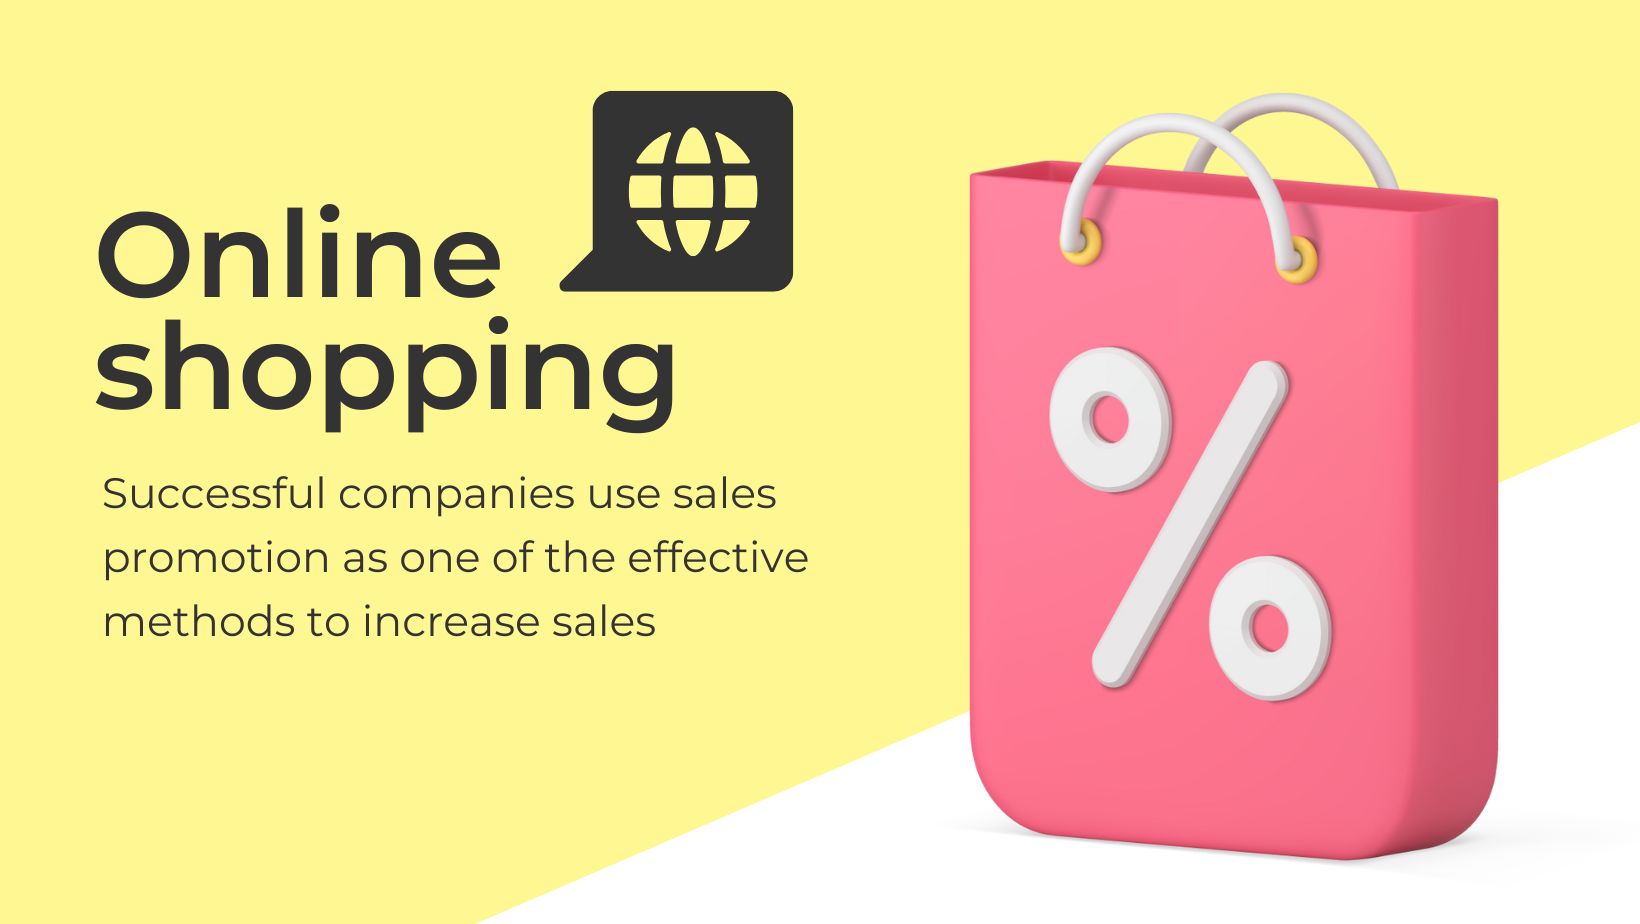 Online
shopping
Successful companies use sales
promotion as one of the effective
methods to increase sales
%